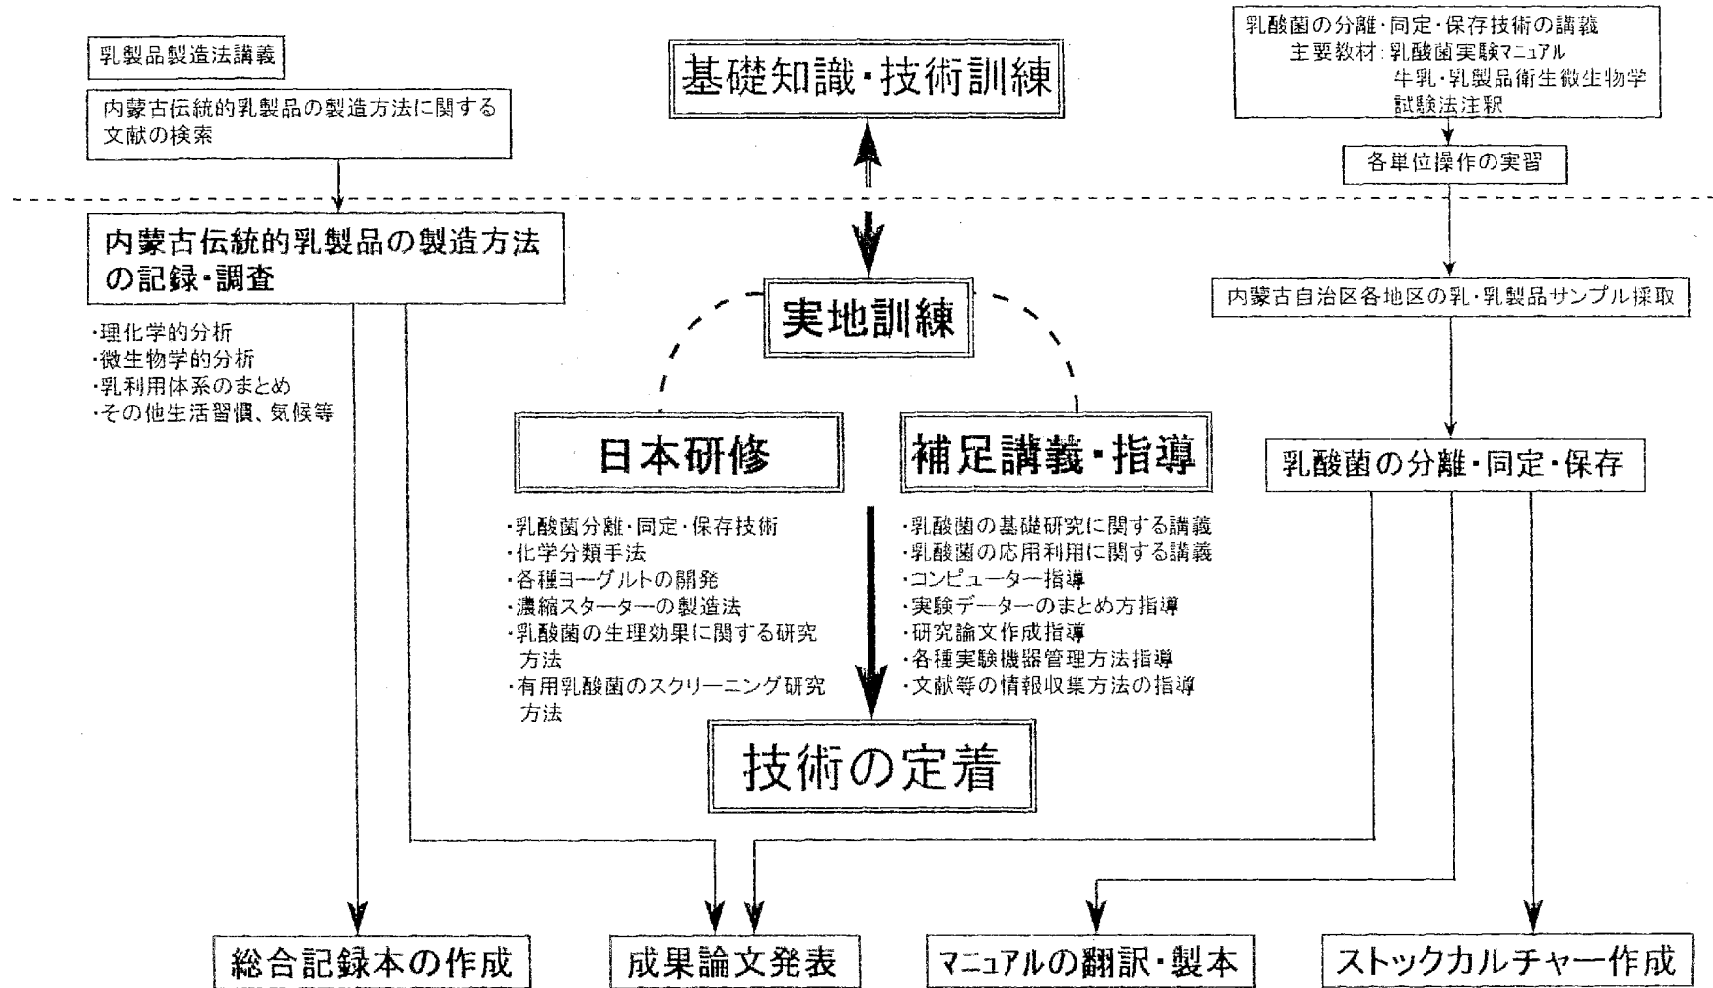 乳製品製造法講義
内蒙古伝統的乳製品の製造方法に関する
文献の検索
基礎知識・技術訓練
乳酸菌の分離・同定・保存技術の講義
主要教材:乳酸菌実験マニュアル
牛乳・乳製品衛生微生物学
試験法注釈
各単位操作の実習
内蒙古伝統的乳製品の製造方法
の記録・調査
・理化学的分析
・微生物学的分析
・乳利用体系のまとめ
・その他生活習慣、気候等
実地訓練
内蒙古自治区各地区の乳・乳製品サンプル採取
日本研修
・乳酸菌分離・同定・保存技術
・化学分類手法
・各種ヨーグルトの開発
・濃縮スターターの製造法
・乳酸菌の生理効果に関する研究
方法
・有用乳酸菌のスクリーニング研究
方法
補足講義・指導
・乳酸菌の基礎研究に関する講義
・乳酸菌の応用利用に関する講義
・コンピューター指導
・実験データーのまとめ方指導
・研究論文作成指導
・各種実験機器管理方法指導
・文献等の情報収集方法の指導
乳酸菌の分離・同定・保存
技術の定着
総合記録本の作成
成果論文発表
マニュアルの翻訳・製本
ストックカルチャー作成